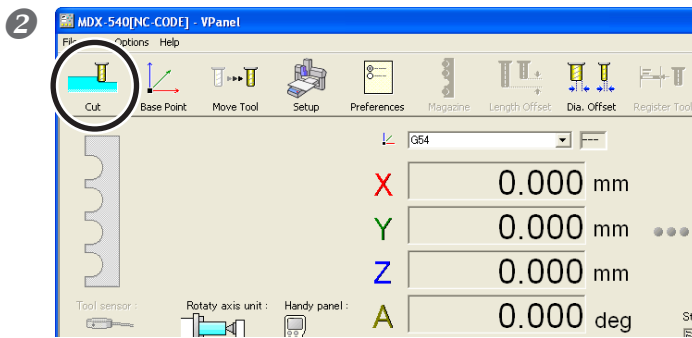 2
MDX-540[NC-CODE] - VPanel
Options Help
Cut Base Point Move Tool Setup Preferences Magazine Length Offset Dia. Offset Register Tool
G54 ---
X 0.000 mm
Y 0.000 mm
Z 0.000 mm
Tool sensor : Rotaty axis unit : Handy panel :
A 0.000 deg